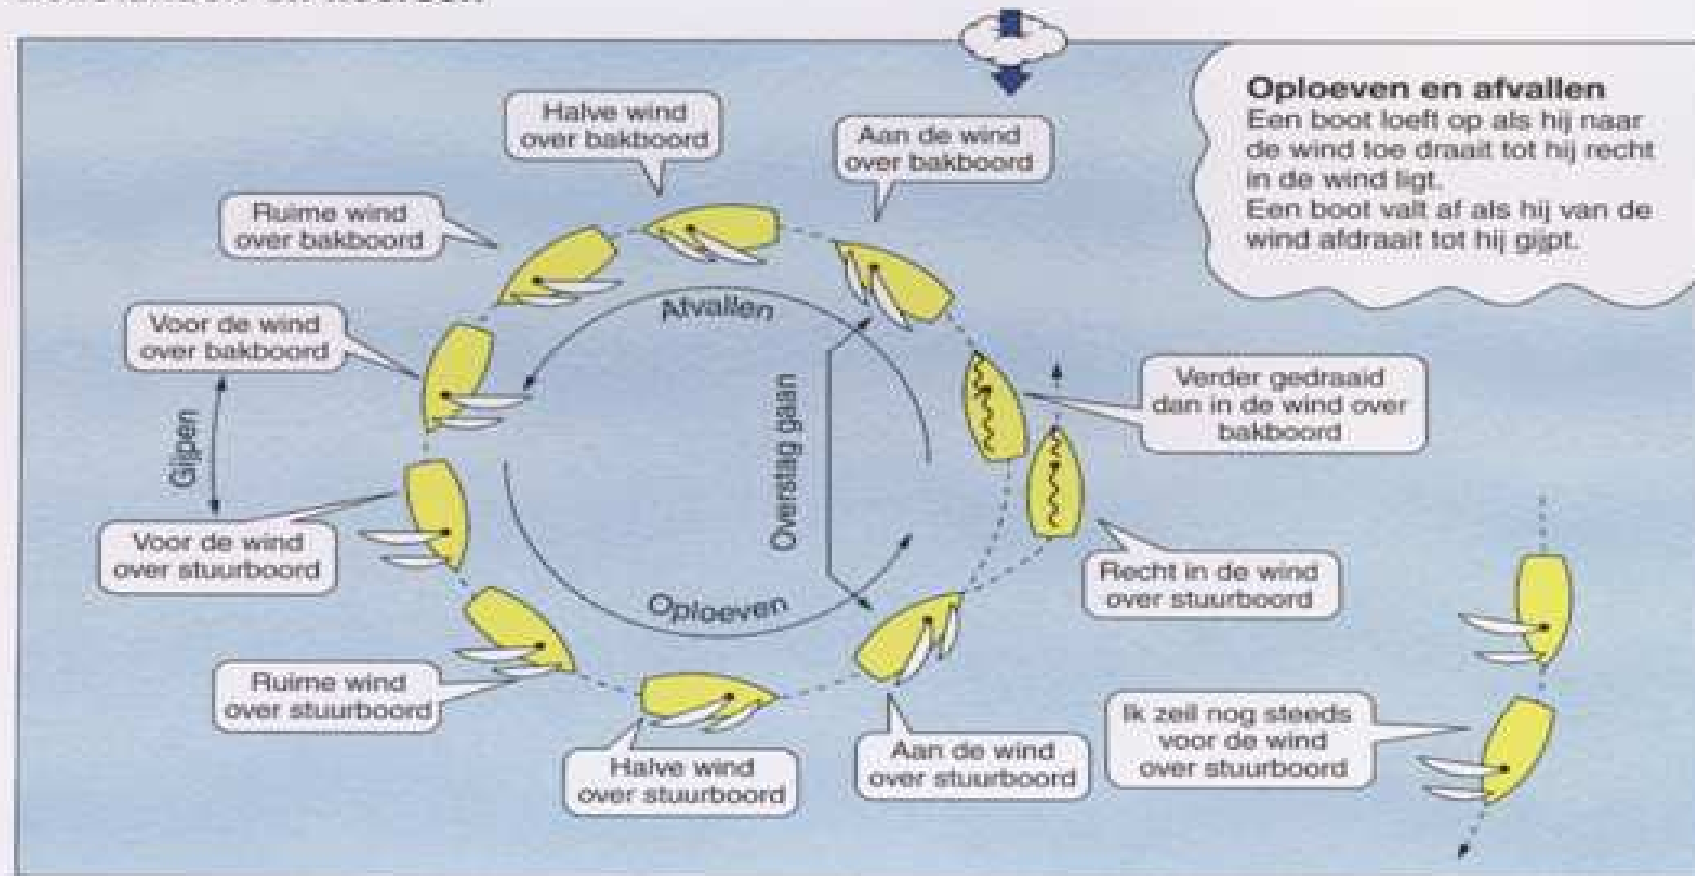 Halve wind
over bakboord
Aan de wind
over bakboord
Oploeven en afvallen
Een boot loeft op als hij naar
de wind toe draait tot hij recht
in de wind ligt.
Een boot valt af als hij van de
wind afdraait tot hij gijpt.
Ruime wind
over bakboord
Afvallen
Voor de wind
over bakboord
Verder gedraaid
dan in de wind over
bakboord
Gijpen
Overstag gaan
Voor de wind
over stuurboord
Recht in de wind
over stuurboord
Oploeven
Ruime wind
over stuurboord
Ik zeil nog steeds
voor de wind
over stuurboord
Halve wind
over stuurboord
Aan de wind
over stuurboord